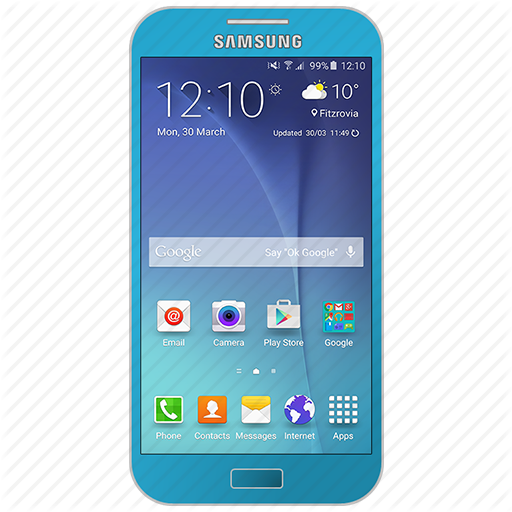 SAMSUNG
99% 12:10
12:10
10°
Fitzrovia
Mon, 30 March
Updated 30/03 11:49
Google
Say "Ok Google"
Email
Camera
Play Store
Google
Phone
Contacts
Messages
Internet
Apps